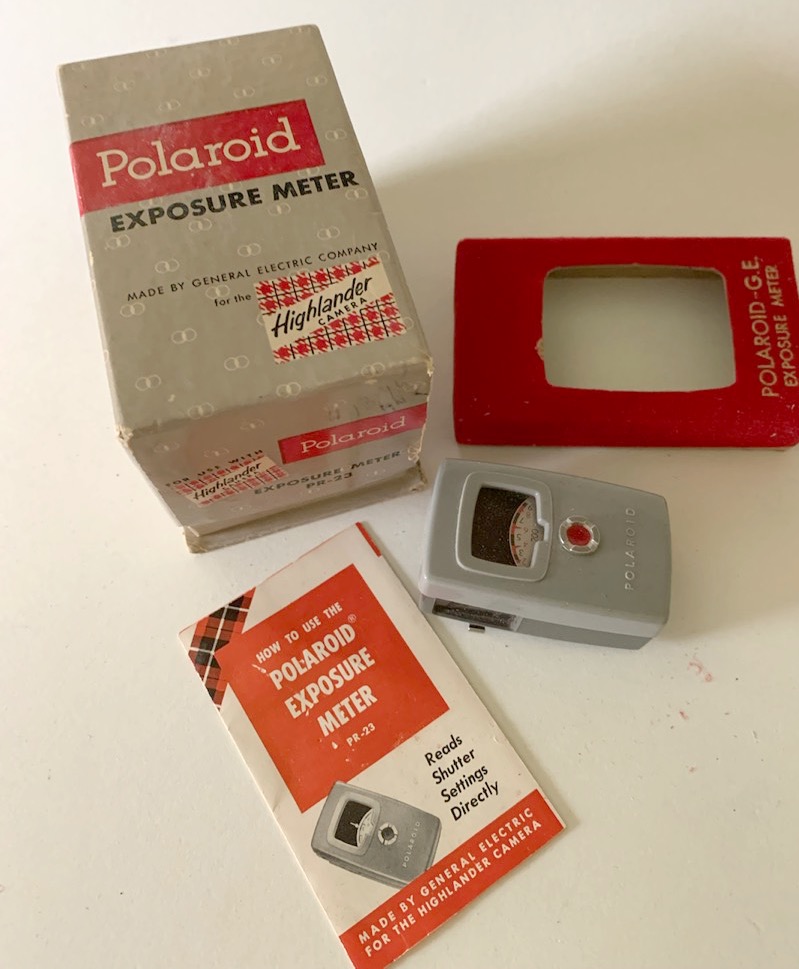 Polaroid
EXPOSURE METER
MADE BY GENERAL ELECTRIC COMPANY
for the
Highlander
CAMERA
Polaroid
FOR USE WITH
Highlander
EXPOSURE METER
PR-23
POLAROID-G.E.
EXPOSURE METER
POLAROID
HOW TO USE THE
POLAROID®
EXPOSURE
METER
PR-23
Reads
Shutter
Settings
Directly
POLAROID
MADE BY GENERAL ELECTRIC
FOR THE HIGHLANDER CAMERA